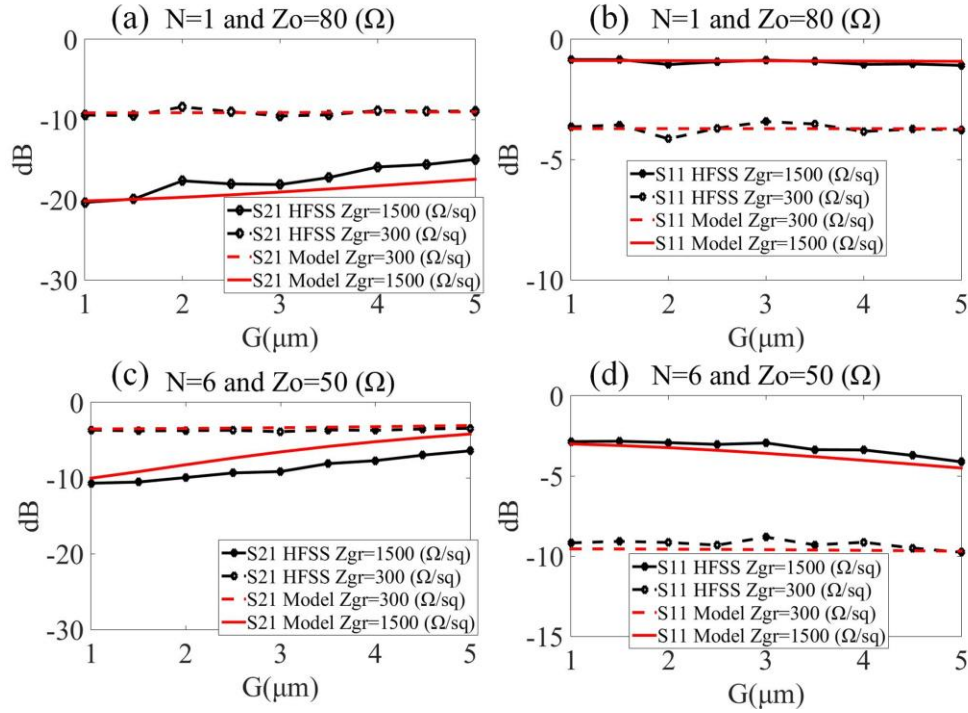 (a) N=1 and Zo=80 (Ω)
0
-10
-20
-30
dB
S21 HFSS Zgr=1500 (Ω/sq)
S21 HFSS Zgr=300 (Ω/sq)
S21 Model Zgr=300 (Ω/sq)
S21 Model Zgr=1500 (Ω/sq)
1 2 3 4 5
G(μm)
(b) N=1 and Zo=80 (Ω)
0
-5
-10
dB
S11 HFSS Zgr=1500 (Ω/sq)
S11 HFSS Zgr=300 (Ω/sq)
S11 Model Zgr=300 (Ω/sq)
S11 Model Zgr=1500 (Ω/sq)
1 2 3 4 5
G(μm)
(c) N=6 and Zo=50 (Ω)
0
-10
-20
-30
dB
S21 HFSS Zgr=1500 (Ω/sq)
S21 HFSS Zgr=300 (Ω/sq)
S21 Model Zgr=300 (Ω/sq)
S21 Model Zgr=1500 (Ω/sq)
1 2 3 4 5
G(μm)
(d) N=6 and Zo=50 (Ω)
0
-5
-10
-15
dB
S11 HFSS Zgr=1500 (Ω/sq)
S11 HFSS Zgr=300 (Ω/sq)
S11 Model Zgr=300 (Ω/sq)
S11 Model Zgr=1500 (Ω/sq)
1 2 3 4 5
G(μm)